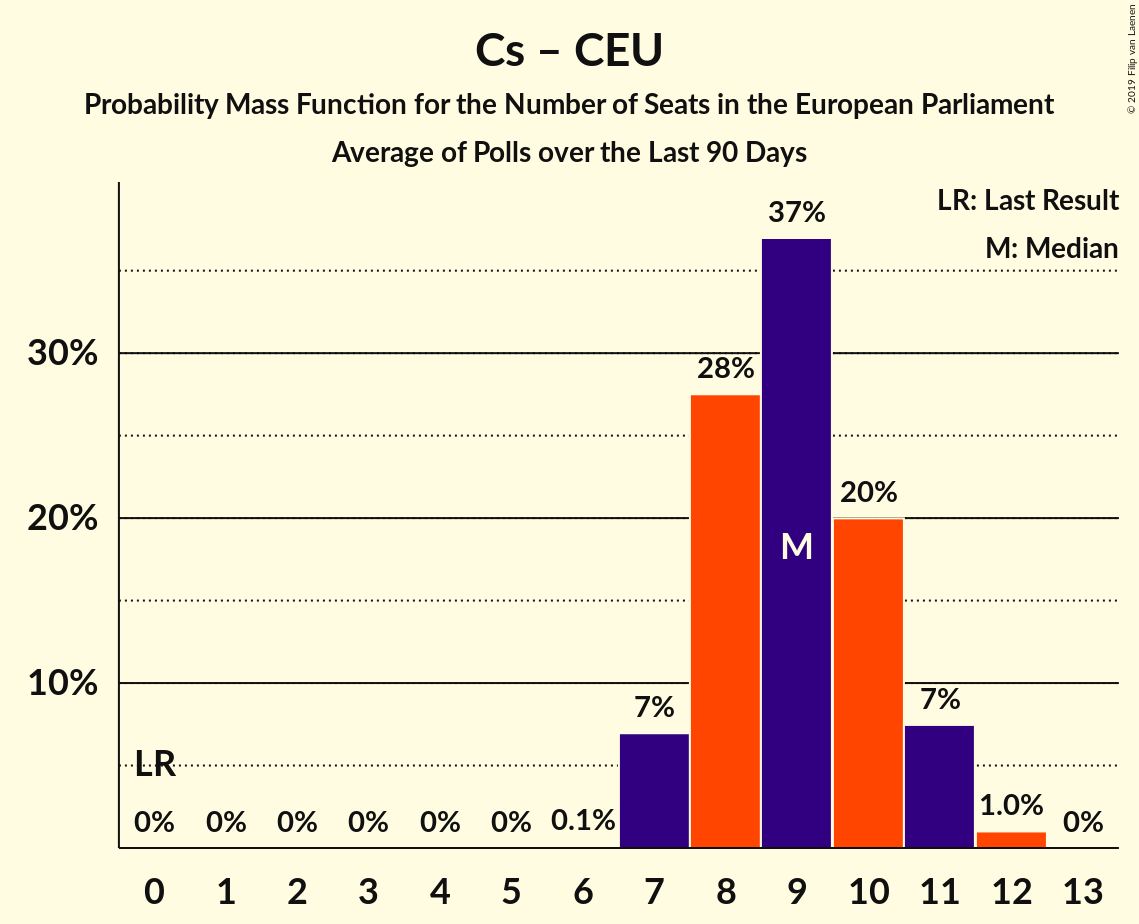 Cs – CEU
Probability Mass Function for the Number of Seats in the European Parliament
Average of Polls over the Last 90 Days
© 2019 Filip van Laenen
LR: Last Result
M: Median
37%
30%
28%
20%
20%
M
10%
7%
7%
LR
0% 0% 0% 0% 0% 0% 0.1% 1.0% 0%
0 1 2 3 4 5 6 7 8 9 10 11 12 13